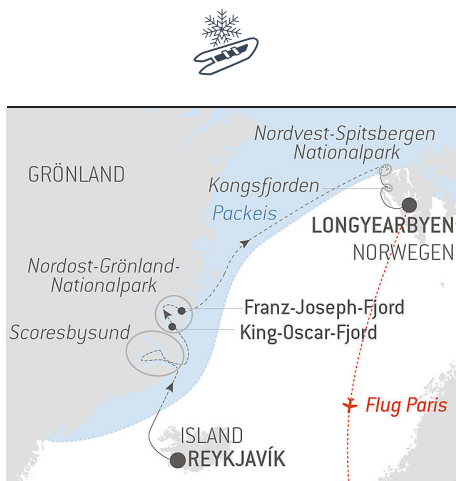 Nordvest-Spitsbergen
Nationalpark
GRÖNLAND
Kongsfjorden
Packeis
LONGYEARBYEN
NORWEGEN
Nordost-Grönland-
Nationalpark
Franz-Joseph-Fjord
Scoresbysund
King-Oscar-Fjord
Flug Paris
ISLAND
REYKJAVÍK